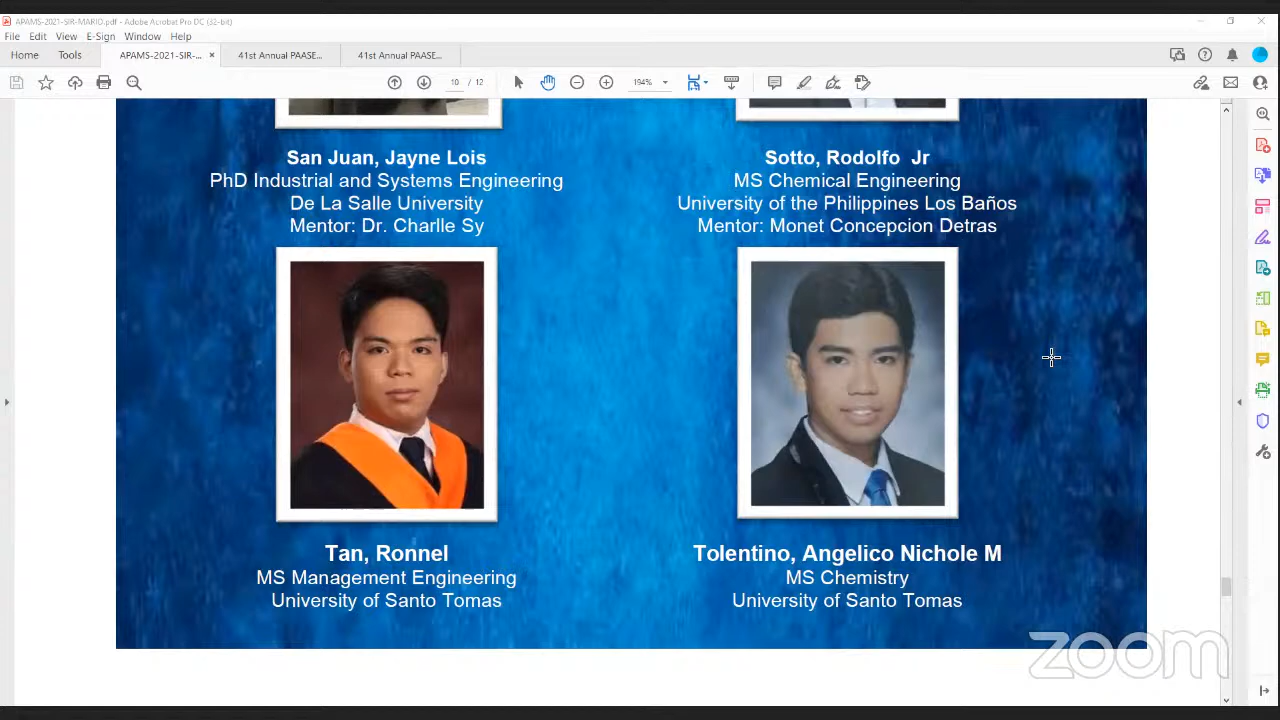 APAMS-2021-SIR-MARIO.pdf - Adobe Acrobat Pro DC (32-bit)
File Edit View E-Sign Window Help
Home Tools APAMS-2021-SIR-... × 41st Annual PAASE... 41st Annual PAASE...
10 / 12 194%
San Juan, Jayne Lois
PhD Industrial and Systems Engineering
De La Salle University
Mentor: Dr. Charlle Sy
Sotto, Rodolfo Jr
MS Chemical Engineering
University of the Philippines Los Baños
Mentor: Monet Concepcion Detras
Tan, Ronnel
MS Management Engineering
University of Santo Tomas
Tolentino, Angelico Nichole M
MS Chemistry
University of Santo Tomas
zoom